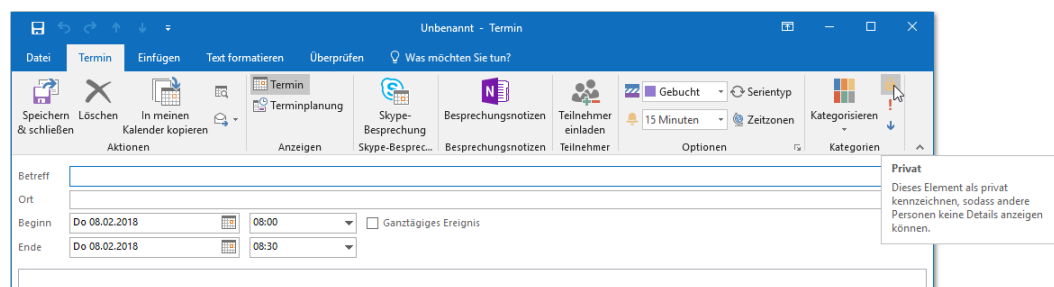 Unbenannt - Termin
Datei Termin Einfügen Text formatieren Überprüfen Was möchten Sie tun?
Speichern & schließen
Löschen
In meinen Kalender kopieren
Aktionen
Termin
Terminplanung
Anzeigen
Skype-Besprechung
Skype-Besprec...
Besprechungsnotizen
Besprechungsnotizen
Teilnehmer einladen
Teilnehmer
Gebucht
Serientyp
15 Minuten
Zeitzonen
Optionen
Kategorisieren
Kategorien
Privat
Dieses Element als privat
kennzeichnen, sodass andere
Personen keine Details anzeigen
können.
Betreff
Ort
Beginn Do 08.02.2018 08:00 Ganztägiges Ereignis
Ende Do 08.02.2018 08:30